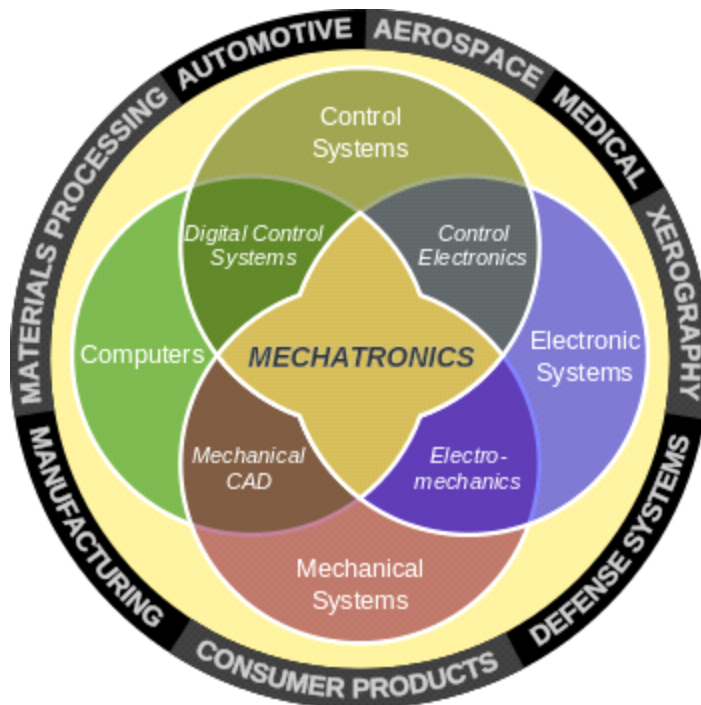 AUTOMOTIVE
AEROSPACE
MEDICAL
XEROGRAPHY
DEFENSE SYSTEMS
CONSUMER PRODUCTS
MANUFACTURING
MATERIALS PROCESSING
Control
Systems
Digital Control
Systems
Control
Electronics
Computers
MECHATRONICS
Electronic
Systems
Mechanical
CAD
Electro-
mechanics
Mechanical
Systems